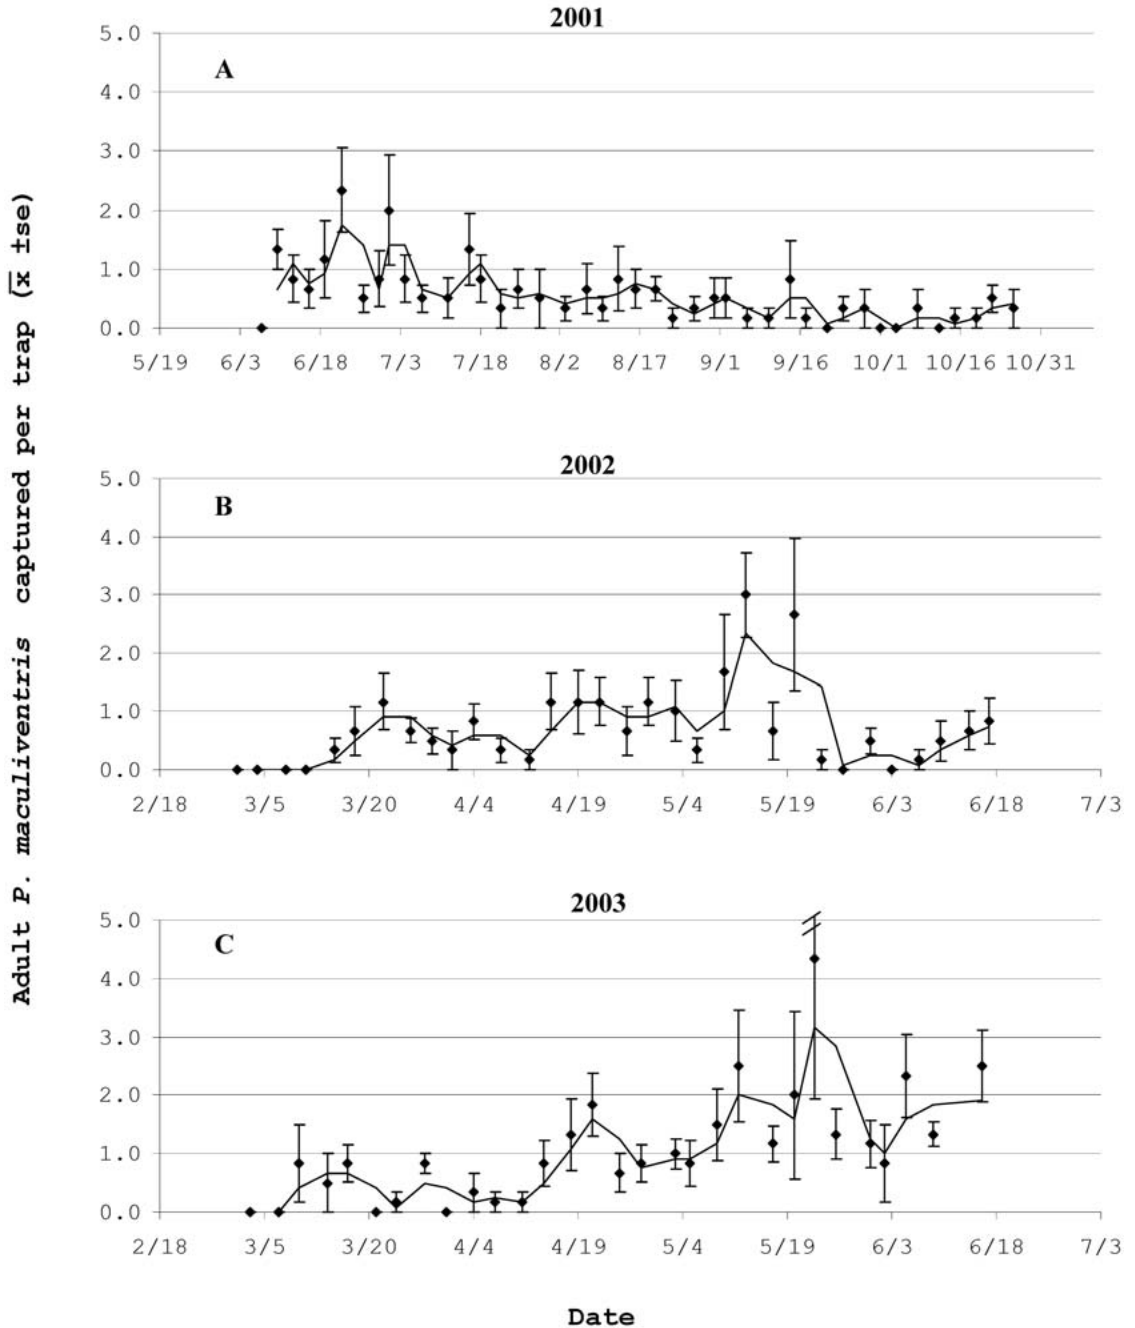 Adult P. maculiventris captured per trap (x̄ ±se)
2001
A
5.0
4.0
3.0
2.0
1.0
0.0
5/19 6/3 6/18 7/3 7/18 8/2 8/17 9/1 9/16 10/1 10/16 10/31
2002
B
5.0
4.0
3.0
2.0
1.0
0.0
2/18 3/5 3/20 4/4 4/19 5/4 5/19 6/3 6/18 7/3
2003
C
5.0
4.0
3.0
2.0
1.0
0.0
2/18 3/5 3/20 4/4 4/19 5/4 5/19 6/3 6/18 7/3
Date